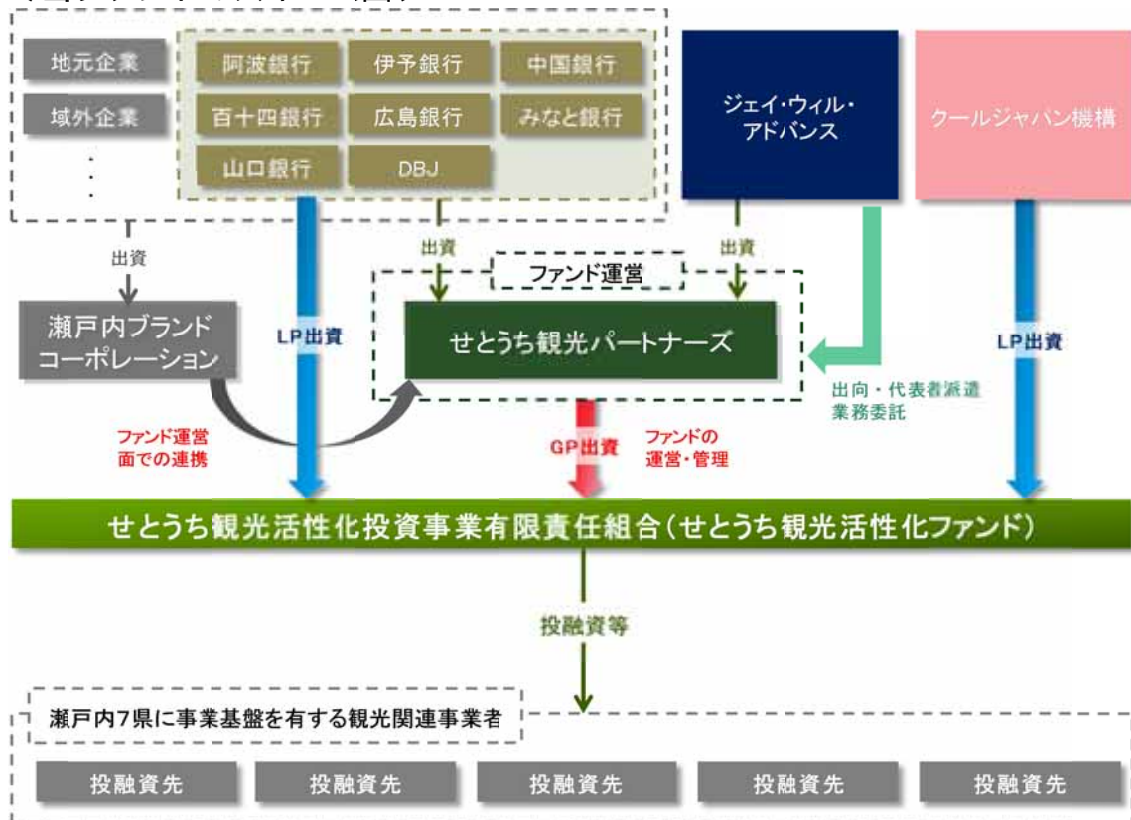 地元企業
域外企業
・
・
・
阿波銀行
伊予銀行
中国銀行
百十四銀行
広島銀行
みなと銀行
山口銀行
DBJ
ジェイ・ウィル・
アドバンス
クールジャパン機構
出資
出資
出資
ファンド運営
瀬戸内ブランド
コーポレーション
LP出資
せとうち観光パートナーズ
LP出資
出向・代表者派遣
業務委託
ファンド運営
面での連携
GP出資
ファンドの
運営・管理
せとうち観光活性化投資事業有限責任組合(せとうち観光活性化ファンド)
投融資等
瀬戸内7県に事業基盤を有する観光関連事業者
投融資先
投融資先
投融資先
投融資先
投融資先